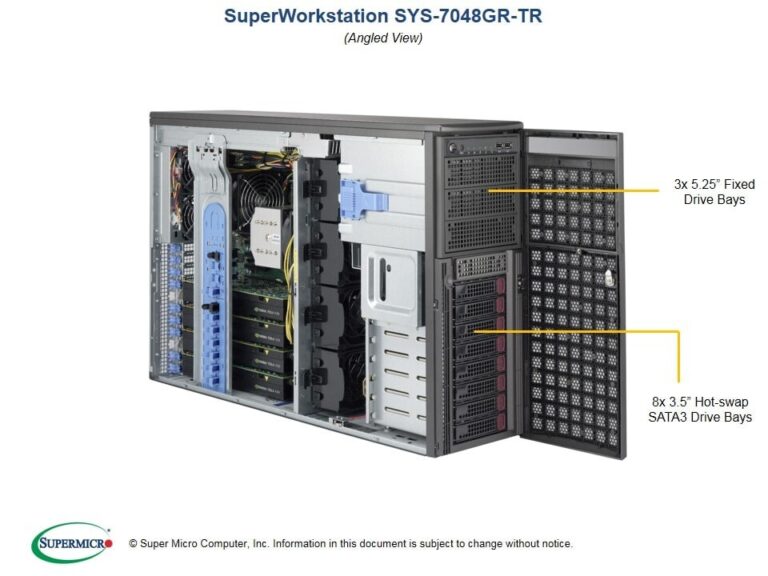 SuperWorkstation SYS-7048GR-TR
(Angled View)
3x 5.25” Fixed
Drive Bays
8x 3.5” Hot-swap
SATA3 Drive Bays
SUPERMICRO
© Super Micro Computer, Inc. Information in this document is subject to change without notice.